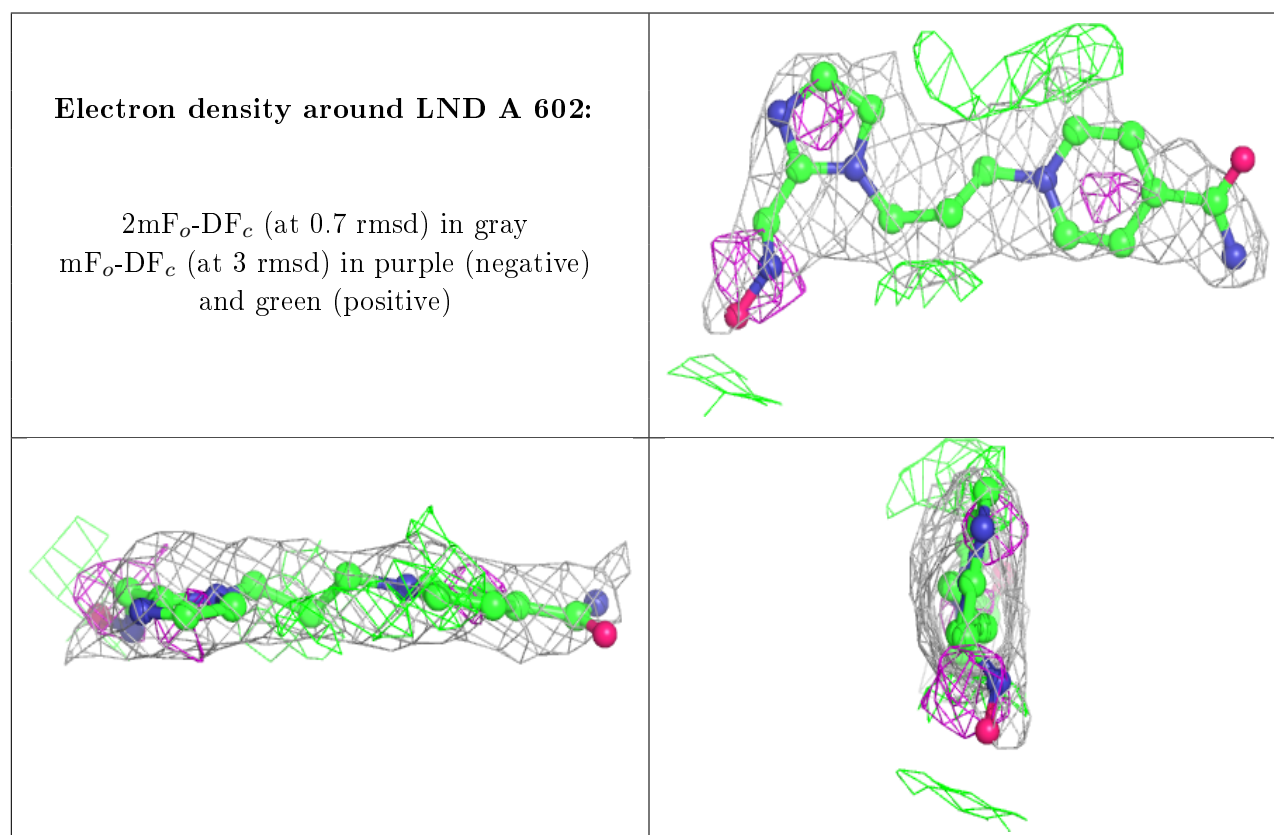 Electron density around LND A 602:
2mFₒ-DF𝒸 (at 0.7 rmsd) in gray
mFₒ-DF𝒸 (at 3 rmsd) in purple (negative)
and green (positive)